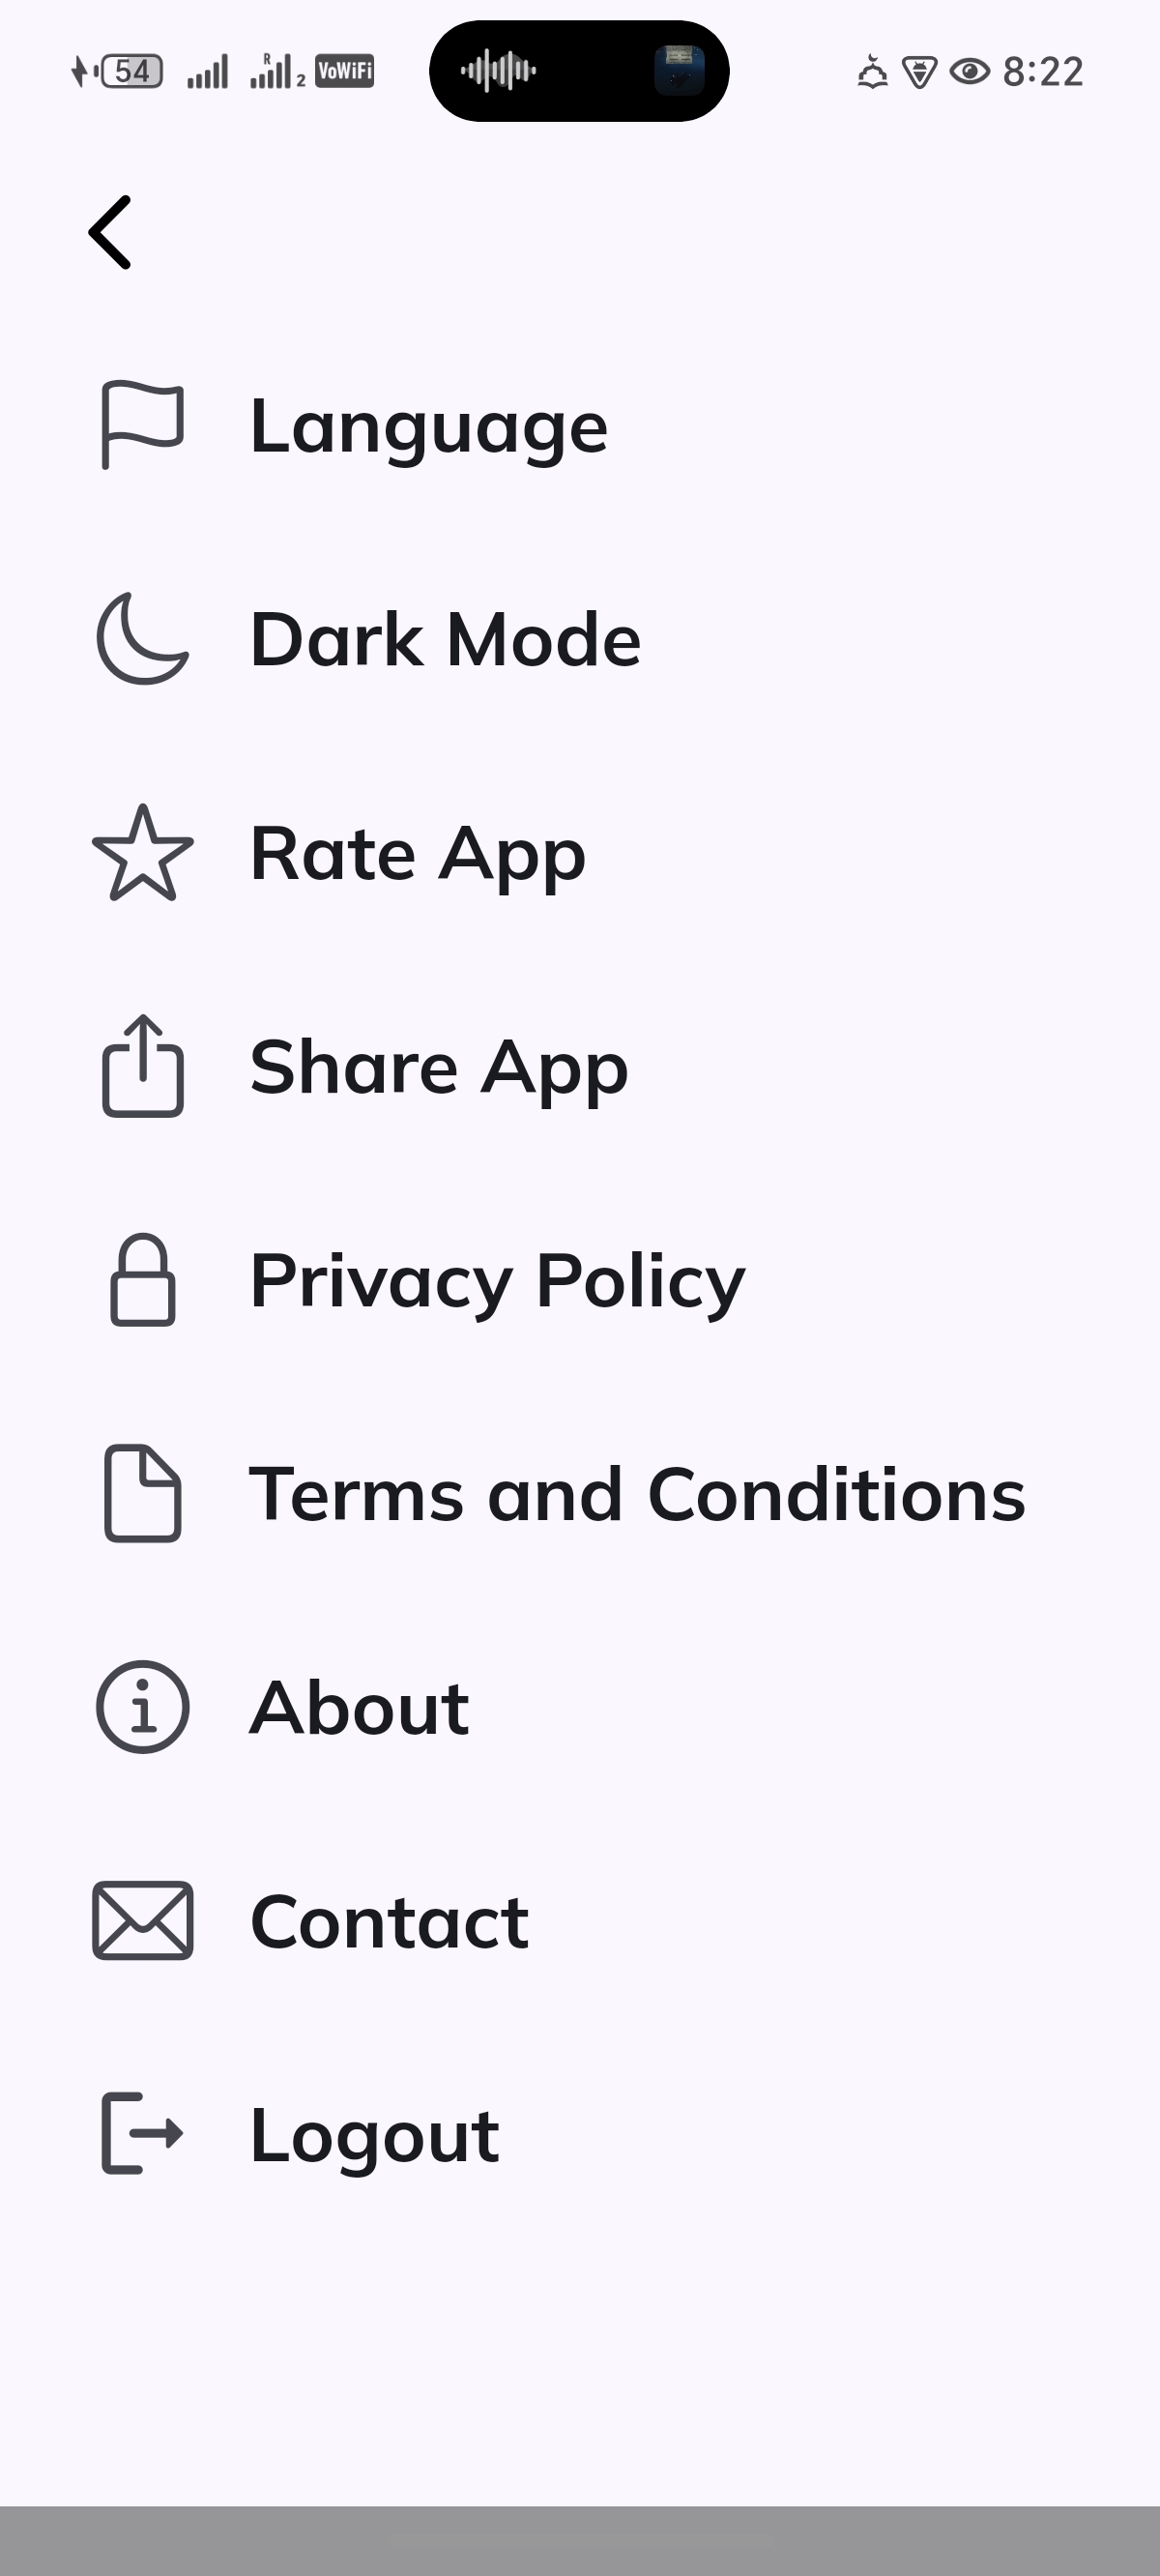 54 R 2 VoWiFi 8:22
Language
Dark Mode
Rate App
Share App
Privacy Policy
Terms and Conditions
About
Contact
Logout